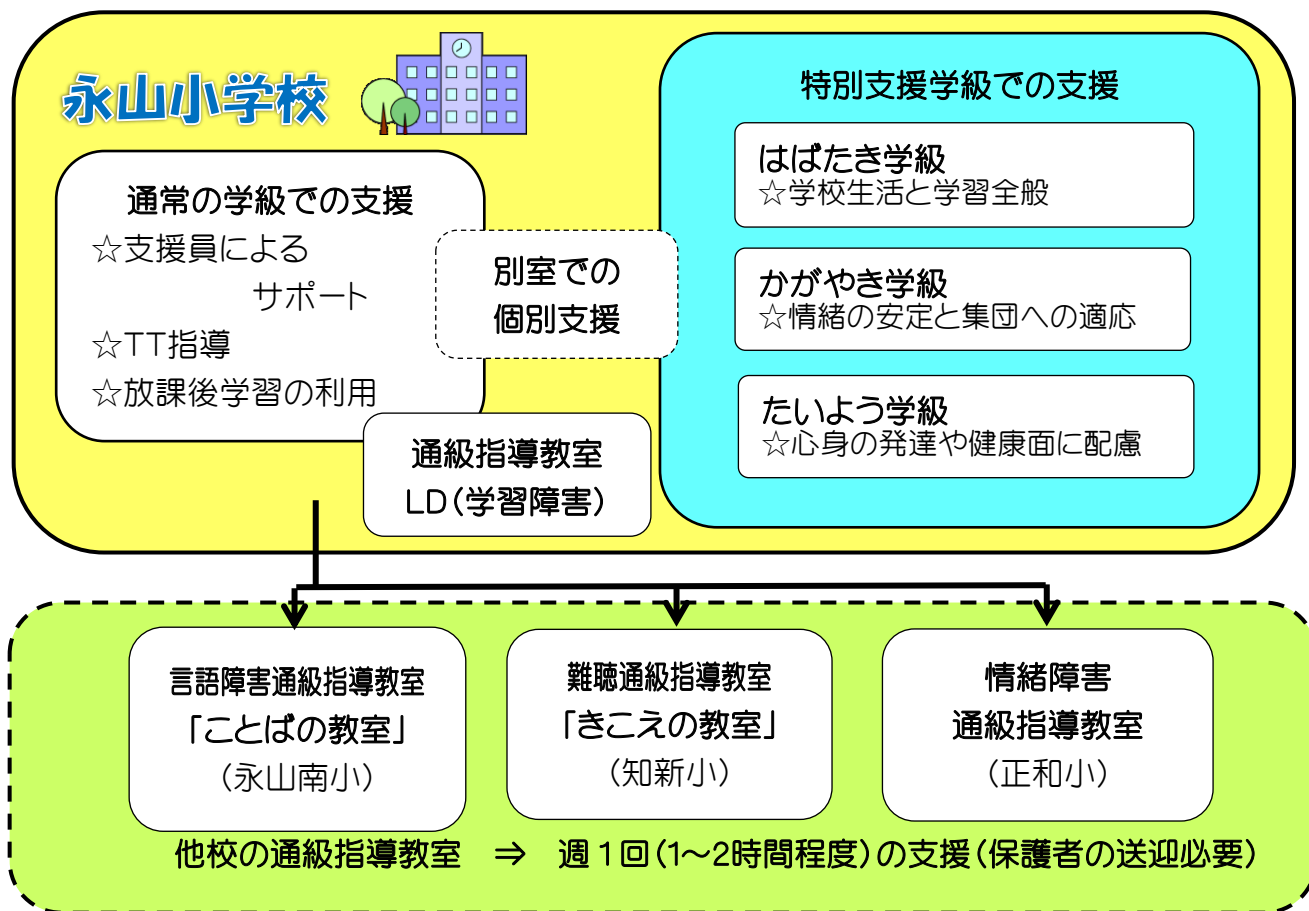 永山小学校
通常の学級での支援
☆支援員による
サポート
☆TT指導
☆放課後学習の利用
別室での
個別支援
通級指導教室
LD(学習障害)
特別支援学級での支援
はばたき学級
☆学校生活と学習全般
かがやき学級
☆情緒の安定と集団への適応
たいよう学級
☆心身の発達や健康面に配慮
言語障害通級指導教室
「ことばの教室」
(永山南小)
難聴通級指導教室
「きこえの教室」
(知新小)
情緒障害
通級指導教室
(正和小)
他校の通級指導教室 ⇒ 週1回(1~2時間程度)の支援(保護者の送迎必要)